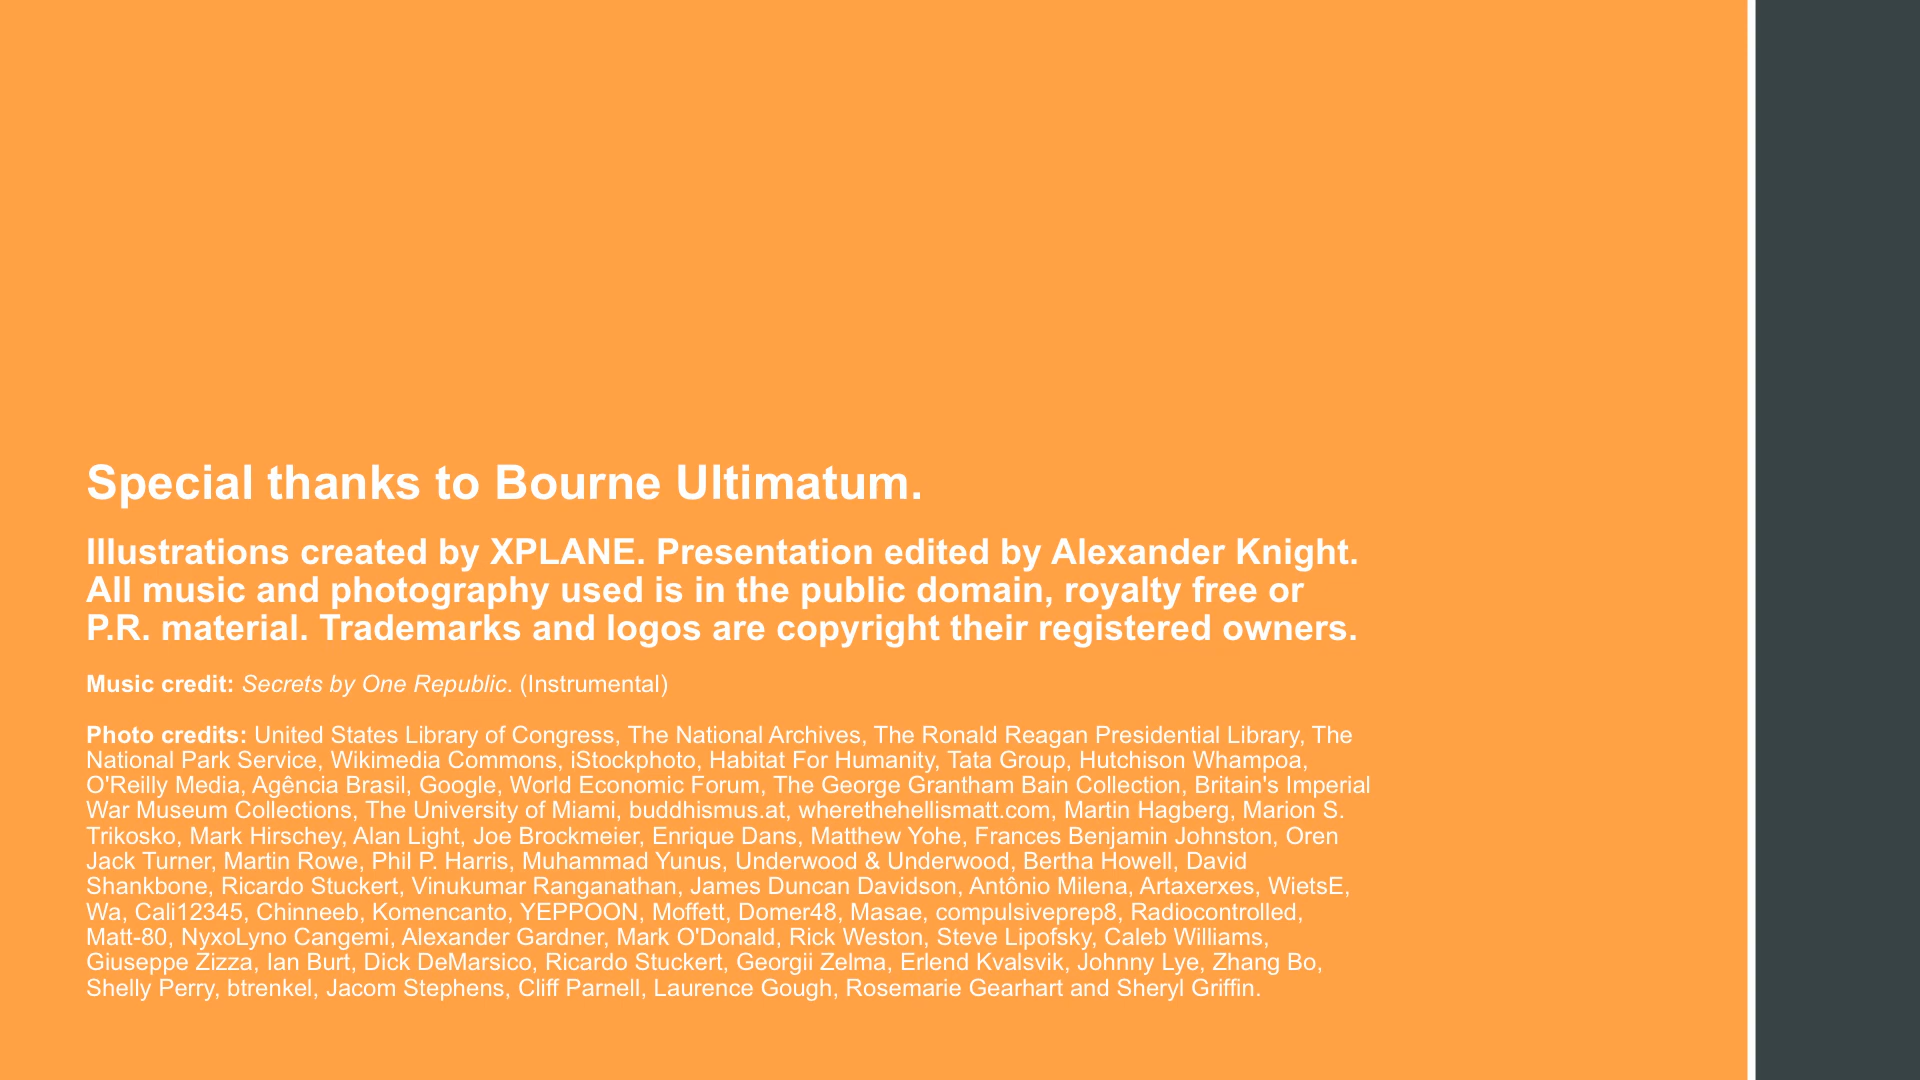 Special thanks to Bourne Ultimatum.
Illustrations created by XPLANE. Presentation edited by Alexander Knight.
All music and photography used is in the public domain, royalty free or
P.R. material. Trademarks and logos are copyright their registered owners.
Music credit: Secrets by One Republic. (Instrumental)
Photo credits: United States Library of Congress, The National Archives, The Ronald Reagan Presidential Library, The
National Park Service, Wikimedia Commons, iStockphoto, Habitat For Humanity, Tata Group, Hutchison Whampoa,
O'Reilly Media, Agência Brasil, Google, World Economic Forum, The George Grantham Bain Collection, Britain's Imperial
War Museum Collections, The University of Miami, buddhismus.at, wherethehellismatt.com, Martin Hagberg, Marion S.
Trikosko, Mark Hirschey, Alan Light, Joe Brockmeier, Enrique Dans, Matthew Yohe, Frances Benjamin Johnston, Oren
Jack Turner, Martin Rowe, Phil P. Harris, Muhammad Yunus, Underwood & Underwood, Bertha Howell, David
Shankbone, Ricardo Stuckert, Vinukumar Ranganathan, James Duncan Davidson, Antônio Milena, Artaxerxes, WietsE,
Wa, Cali12345, Chinneeb, Komencanto, YEPPOON, Moffett, Domer48, Masae, compulsiveprep8, Radiocontrolled,
Matt-80, NyxoLyno Cangemi, Alexander Gardner, Mark O'Donald, Rick Weston, Steve Lipofsky, Caleb Williams,
Giuseppe Zizza, Ian Burt, Dick DeMarsico, Ricardo Stuckert, Georgii Zelma, Erlend Kvalsvik, Johnny Lye, Zhang Bo,
Shelly Perry, btrenkel, Jacom Stephens, Cliff Parnell, Laurence Gough, Rosemarie Gearhart and Sheryl Griffin.